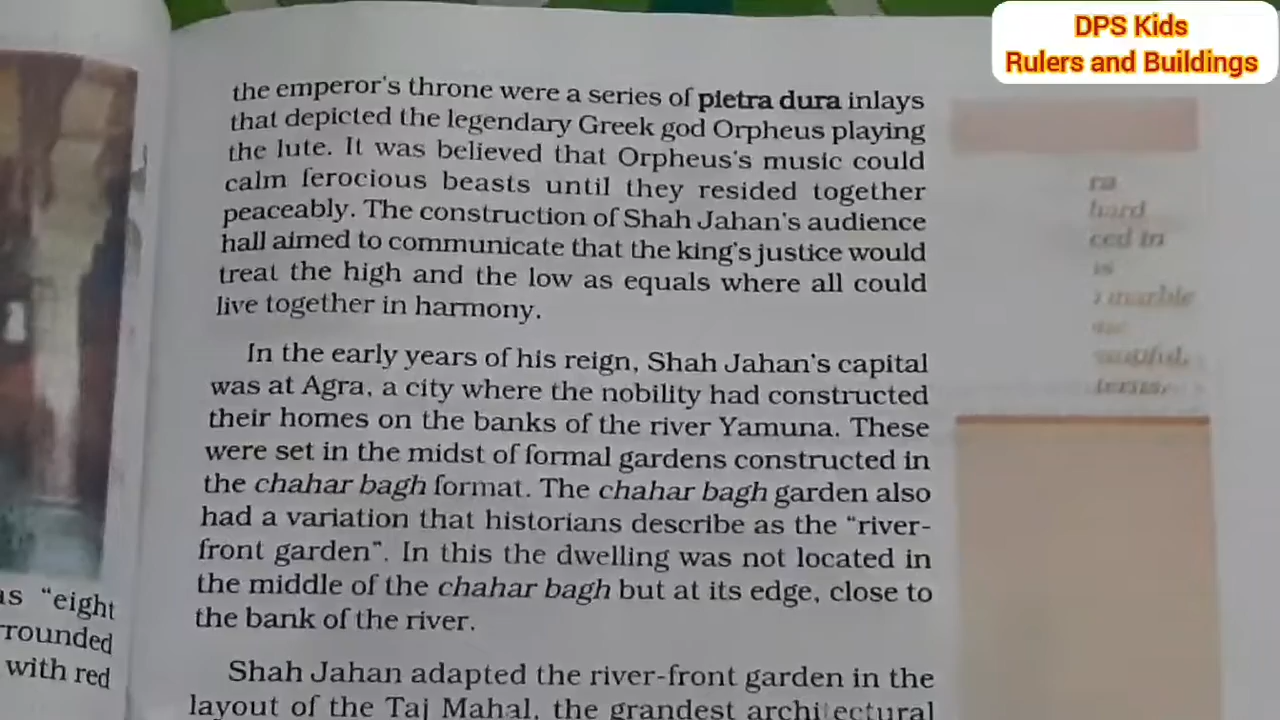 DPS Kids
Rulers and Buildings
the emperor's throne were a series of pietra dura inlays
that depicted the legendary Greek god Orpheus playing
the lute. It was believed that Orpheus's music could
calm ferocious beasts until they resided together
peaceably. The construction of Shah Jahan's audience
hall aimed to communicate that the king's justice would
treat the high and the low as equals where all could
live together in harmony.
In the early years of his reign, Shah Jahan's capital
was at Agra, a city where the nobility had constructed
their homes on the banks of the river Yamuna. These
were set in the midst of formal gardens constructed in
the chahar bagh format. The chahar bagh garden also
had a variation that historians describe as the “river-
front garden”. In this the dwelling was not located in
the middle of the chahar bagh but at its edge, close to
the bank of the river.
Shah Jahan adapted the river-front garden in the
layout of the Taj Mahal, the grandest architectural
“eight
rounded
with red
ra
hard
ced in
is
marble